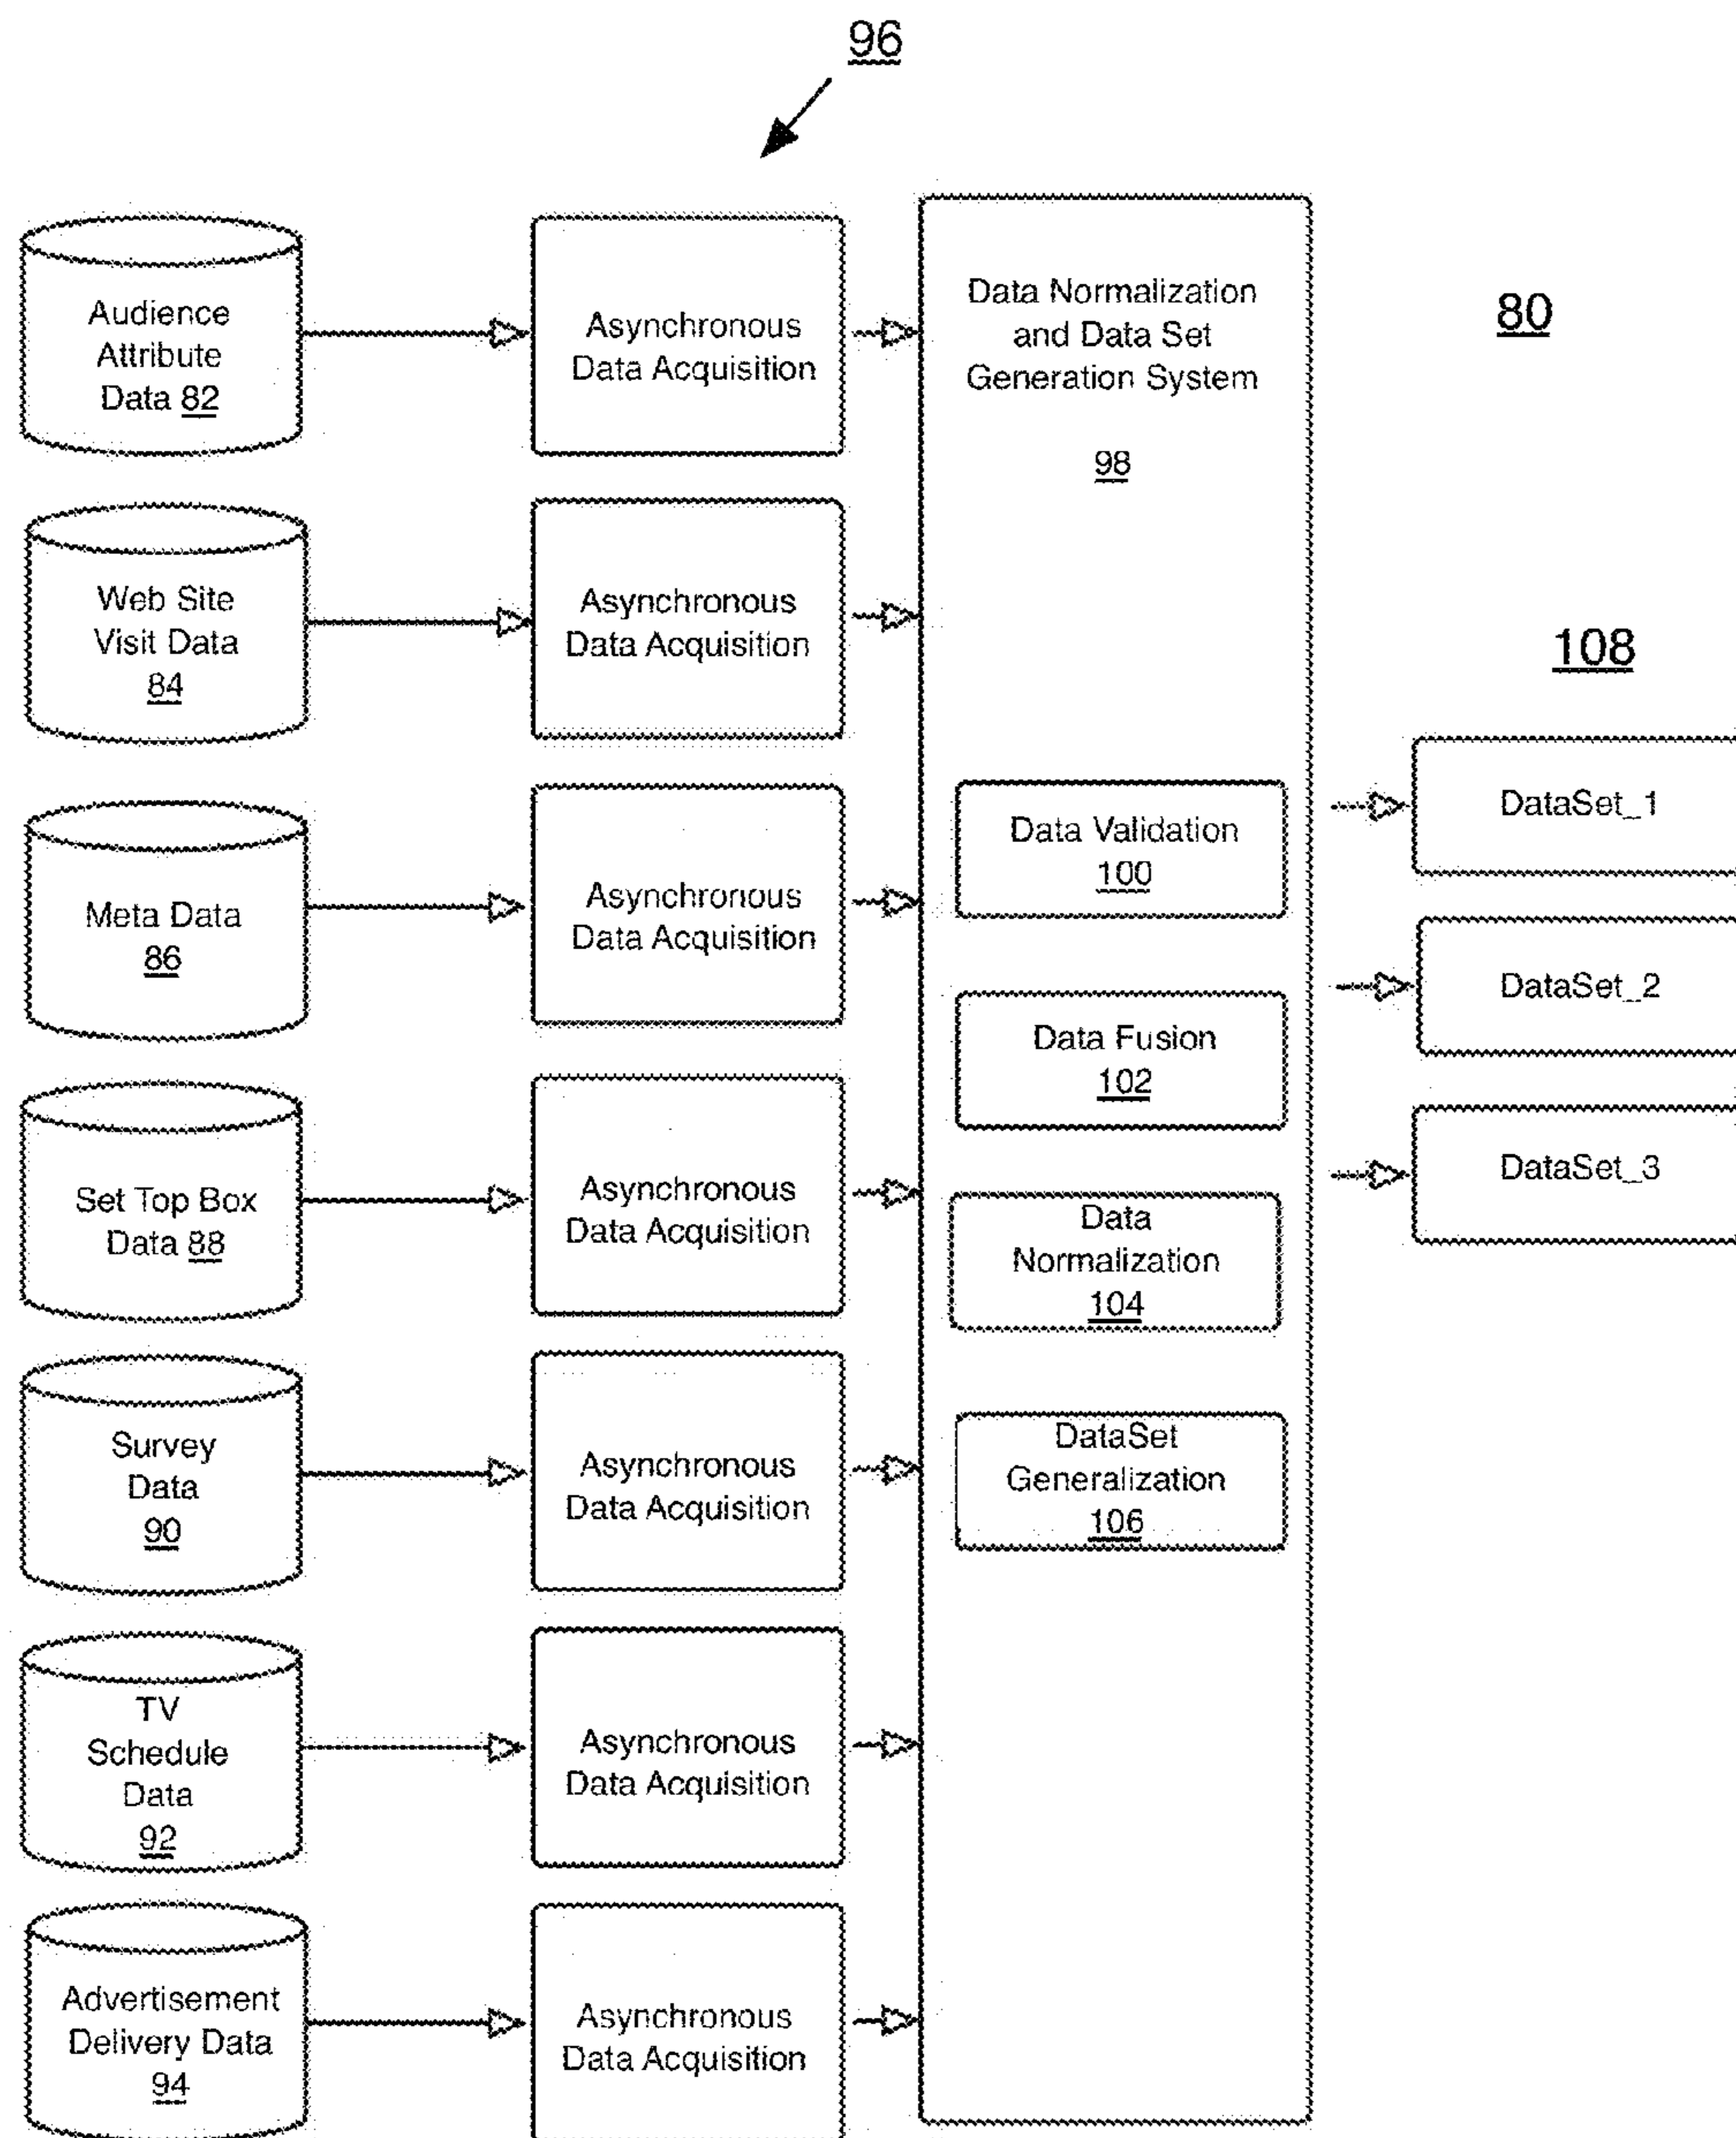 96
Audience
Attribute
Data 82
Asynchronous
Data Acquisition
Data Normalization
and Data Set
Generation System
98
80
Web Site
Visit Data
84
Asynchronous
Data Acquisition
108
Meta Data
86
Asynchronous
Data Acquisition
Data Validation
100
DataSet_1
Data Fusion
102
DataSet_2
Set Top Box
Data 88
Asynchronous
Data Acquisition
Data
Normalization
104
DataSet_3
Survey
Data
90
Asynchronous
Data Acquisition
DataSet
Generalization
106
TV
Schedule
Data
92
Asynchronous
Data Acquisition
Advertisement
Delivery Data
94
Asynchronous
Data Acquisition